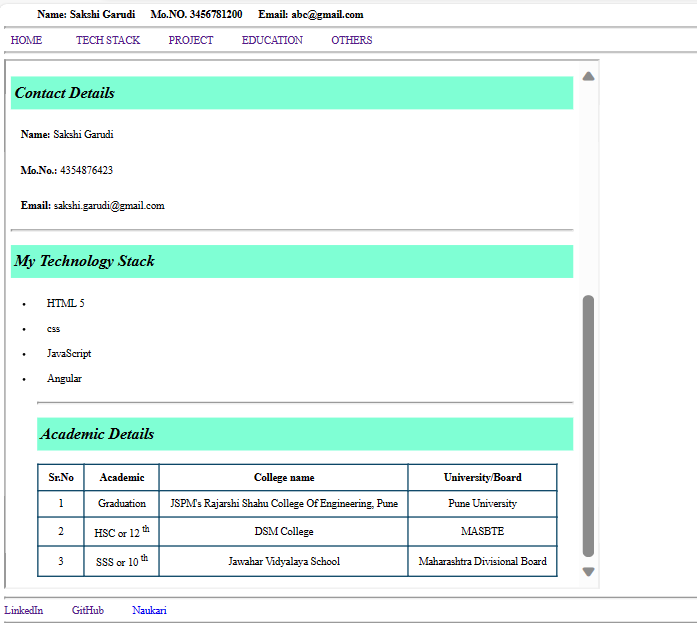 Name: Sakshi Garudi Mo.NO. 3456781200 Email: abc@gmail.com
HOME TECH STACK PROJECT EDUCATION OTHERS
Contact Details
Name: Sakshi Garudi
Mo.No.: 4354876423
Email: sakshi.garudi@gmail.com
My Technology Stack
• HTML 5
• css
• JavaScript
• Angular
Academic Details
Sr.No Academic College name University/Board
1 Graduation JSPM's Rajarshi Shahu College Of Engineering, Pune Pune University
2 HSC or 12 th DSM College MASBTE
3 SSS or 10 th Jawahar Vidyalaya School Maharashtra Divisional Board
LinkedIn GitHub Naukari